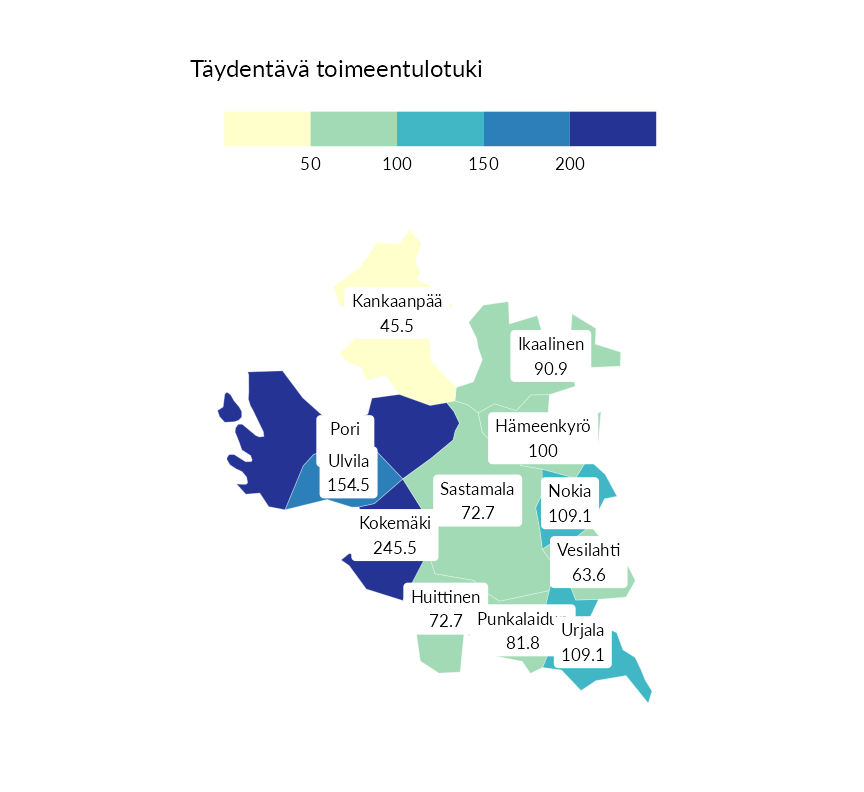 Täydentävä toimeentulotuki
50 100 150 200
Kankaanpää
45.5
Ikaalinen
90.9
Pori
Hämeenkyrö
100
Ulvila
154.5
Sastamala
72.7
Nokia
109.1
Kokemäki
245.5
Vesilahti
63.6
Huittinen
72.7
81.8
Urjala
109.1